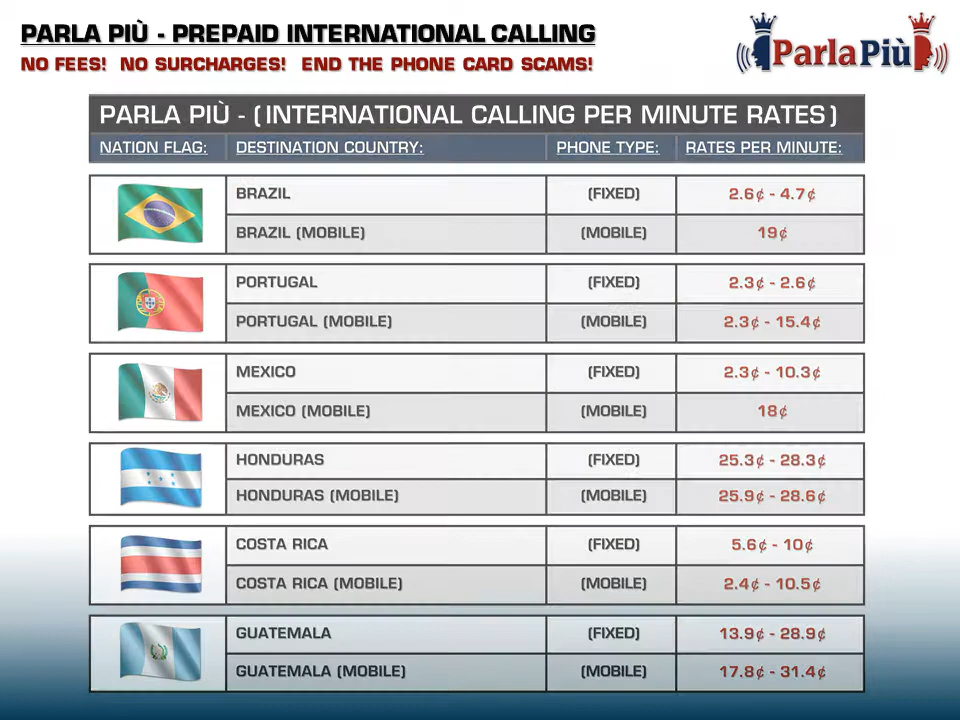 PARLA PIÙ - PREPAID INTERNATIONAL CALLING
NO FEES! NO SURCHARGES! END THE PHONE CARD SCAMS!
ParlaPiù
PARLA PIÙ - (INTERNATIONAL CALLING PER MINUTE RATES)
NATION FLAG: DESTINATION COUNTRY: PHONE TYPE: RATES PER MINUTE:
BRAZIL (FIXED) 2.6¢ - 4.7¢
BRAZIL (MOBILE) (MOBILE) 19¢
PORTUGAL (FIXED) 2.3¢ - 2.6¢
PORTUGAL (MOBILE) (MOBILE) 2.3¢ - 15.4¢
MEXICO (FIXED) 2.3¢ - 10.3¢
MEXICO (MOBILE) (MOBILE) 18¢
HONDURAS (FIXED) 25.3¢ - 28.3¢
HONDURAS (MOBILE) (MOBILE) 25.9¢ - 28.6¢
COSTA RICA (FIXED) 5.6¢ - 10¢
COSTA RICA (MOBILE) (MOBILE) 2.4¢ - 10.5¢
GUATEMALA (FIXED) 13.9¢ - 28.9¢
GUATEMALA (MOBILE) (MOBILE) 17.8¢ - 31.4¢